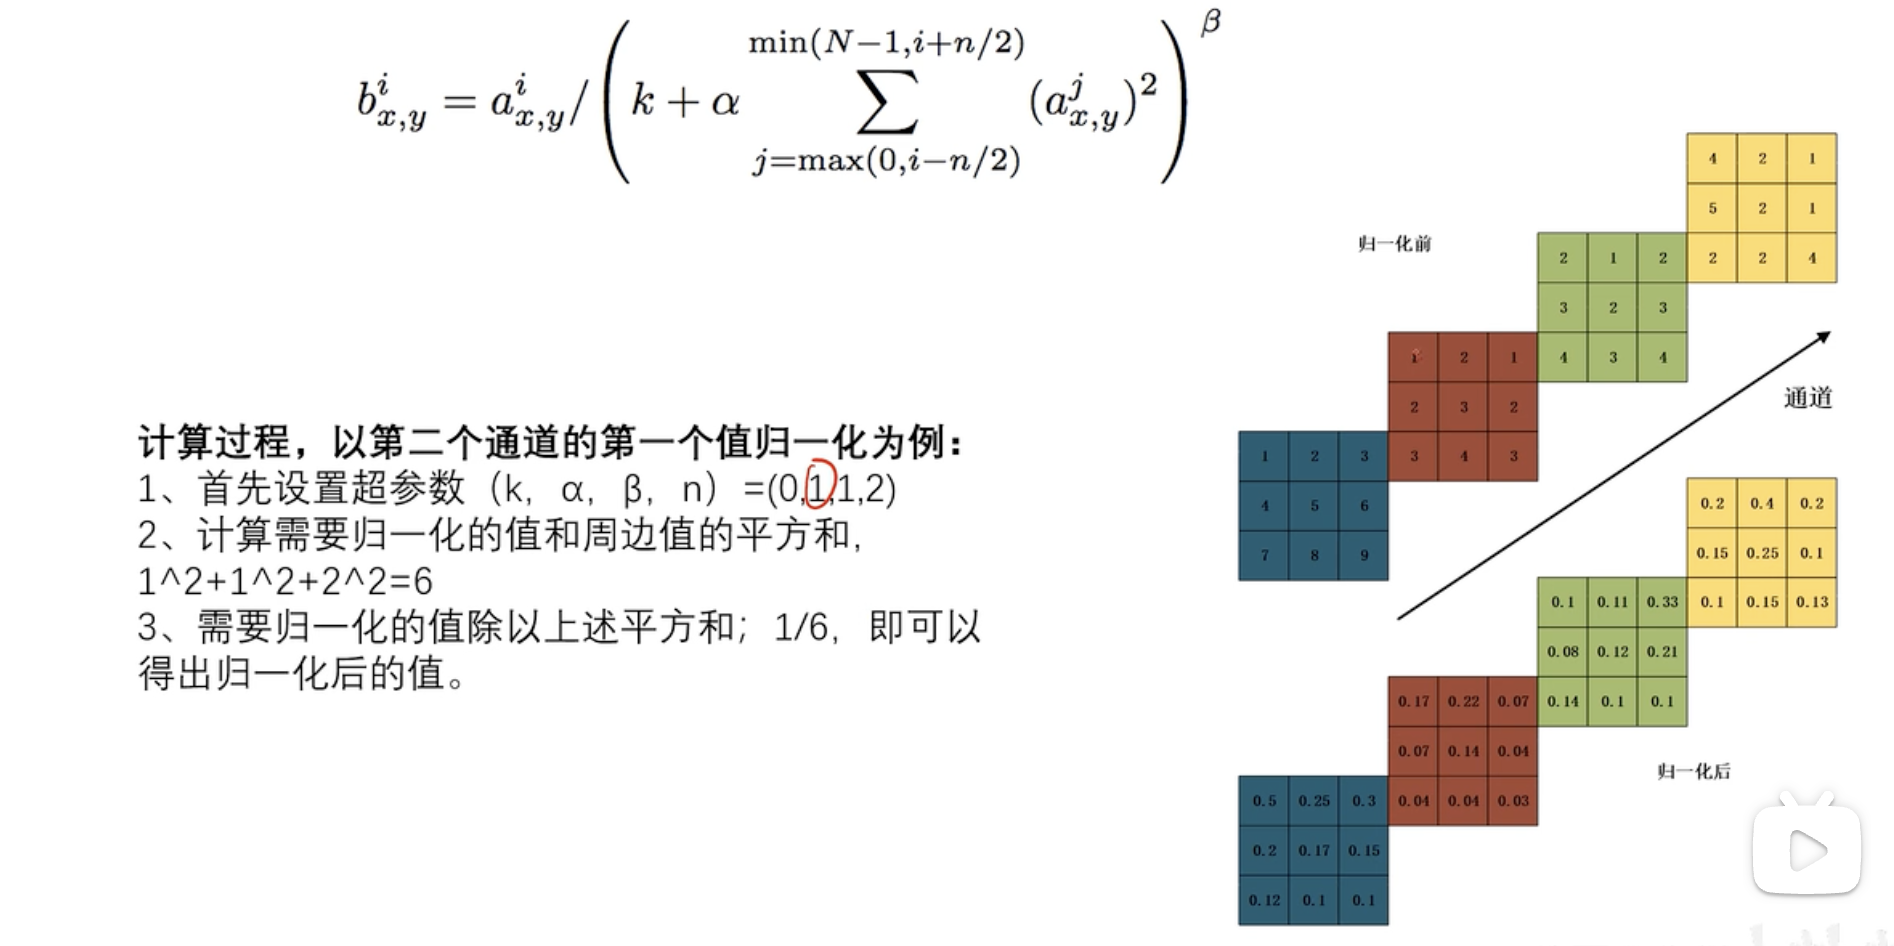 b^i_{x,y} = a^i_{x,y} / ( k + α ∑_{j=max(0,i−n/2)}^{min(N−1,i+n/2)} (a^j_{x,y})^2 )^β
归一化前
4 2 1
5 2 1
2 2 4
2 1 2
3 2 3
4 3 4
1 2 1
2 3 2
3 4 3
1 2 3
4 5 6
7 8 9
通道
计算过程，以第二个通道的第一个值归一化为例：
1、首先设置超参数（k，α，β，n）=(0,1,1,2)
2、计算需要归一化的值和周边值的平方和，
1^2+1^2+2^2=6
3、需要归一化的值除以上述平方和；1/6，即可以
得出归一化后的值。
0.2 0.4 0.2
0.15 0.25 0.1
0.1 0.15 0.13
0.1 0.11 0.33
0.08 0.12 0.21
0.14 0.1 0.1
0.17 0.22 0.07
0.07 0.14 0.04
0.04 0.04 0.03
0.5 0.25 0.3
0.2 0.17 0.15
0.12 0.1 0.1
归一化后